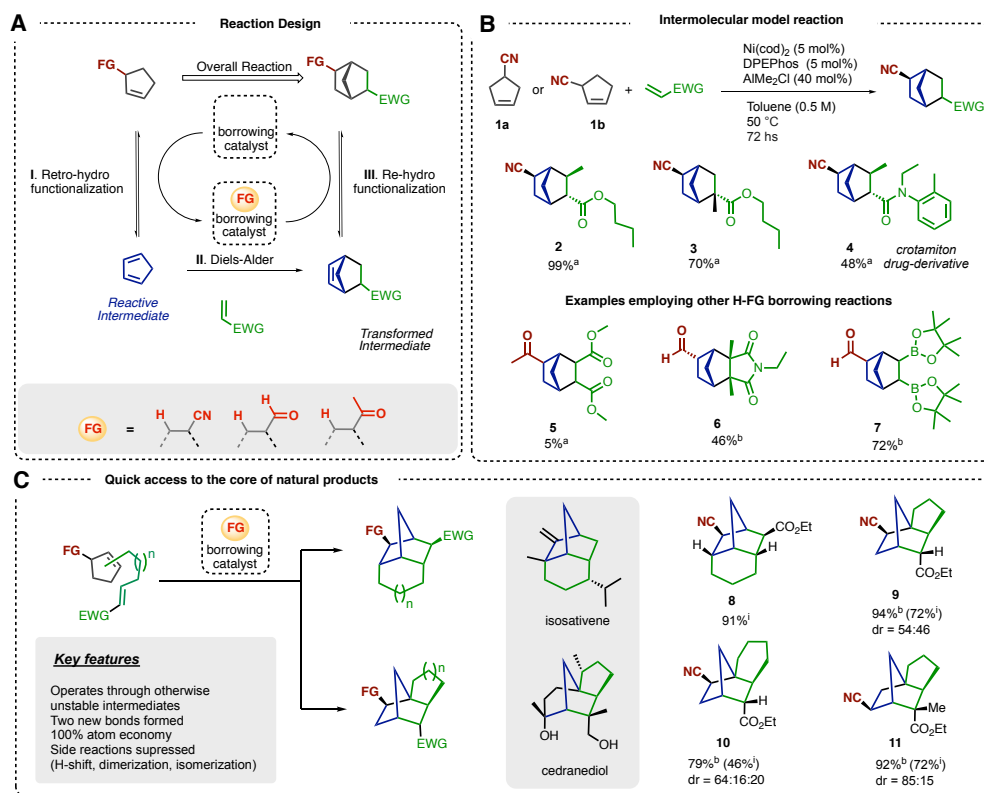 A
Reaction Design
FG
Overall Reaction
FG
EWG
borrowing
catalyst
I. Retro-hydro
functionalization
III. Re-hydro
functionalization
FG
borrowing
catalyst
II. Diels-Alder
Reactive
Intermediate
EWG
EWG
Transformed
Intermediate
FG
=
H
CN
H
H
O
H
O
B
Intermolecular model reaction
CN
1a
or
NC
1b
+
EWG
Ni(cod)2 (5 mol%)
DPEPhos (5 mol%)
AlMe2Cl (40 mol%)
Toluene (0.5 M)
50 °C
72 hs
NC
EWG
NC
O
O
2
99%a
NC
Me
O
O
3
70%a
NC
N
O
4
48%a
crotamiton
drug-derivative
Examples employing other H-FG borrowing reactions
O
O
O
O
O
5
5%a
O
H
O
N
O
6
46%b
O
H
B
O
O
B
O
O
7
72%b
C
Quick access to the core of natural products
FG
n
EWG
FG
borrowing
catalyst
FG
EWG
n
FG
n
EWG
Key features
Operates through otherwise
unstable intermediates
Two new bonds formed
100% atom economy
Side reactions supressed
(H-shift, dimerization, isomerization)
isosativene
OH
OH
cedranediol
NC
CO2Et
H
H
8
91%i
NC
H
CO2Et
9
94%b (72%i)
dr = 54:46
NC
H
CO2Et
10
79%b (46%i)
dr = 64:16:20
NC
Me
CO2Et
11
92%b (72%i)
dr = 85:15